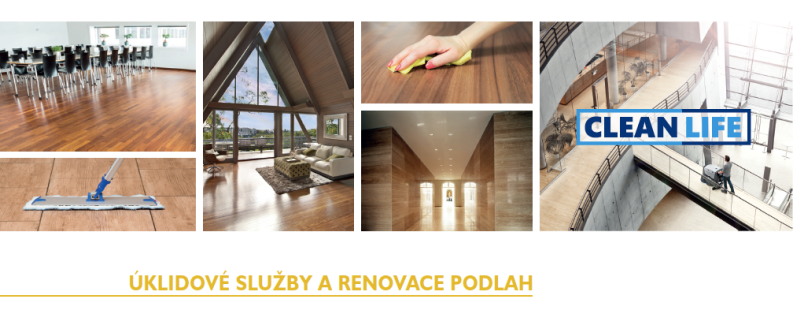 CLEAN LIFE
ÚKLIDOVÉ SLUŽBY A RENOVACE PODLAH